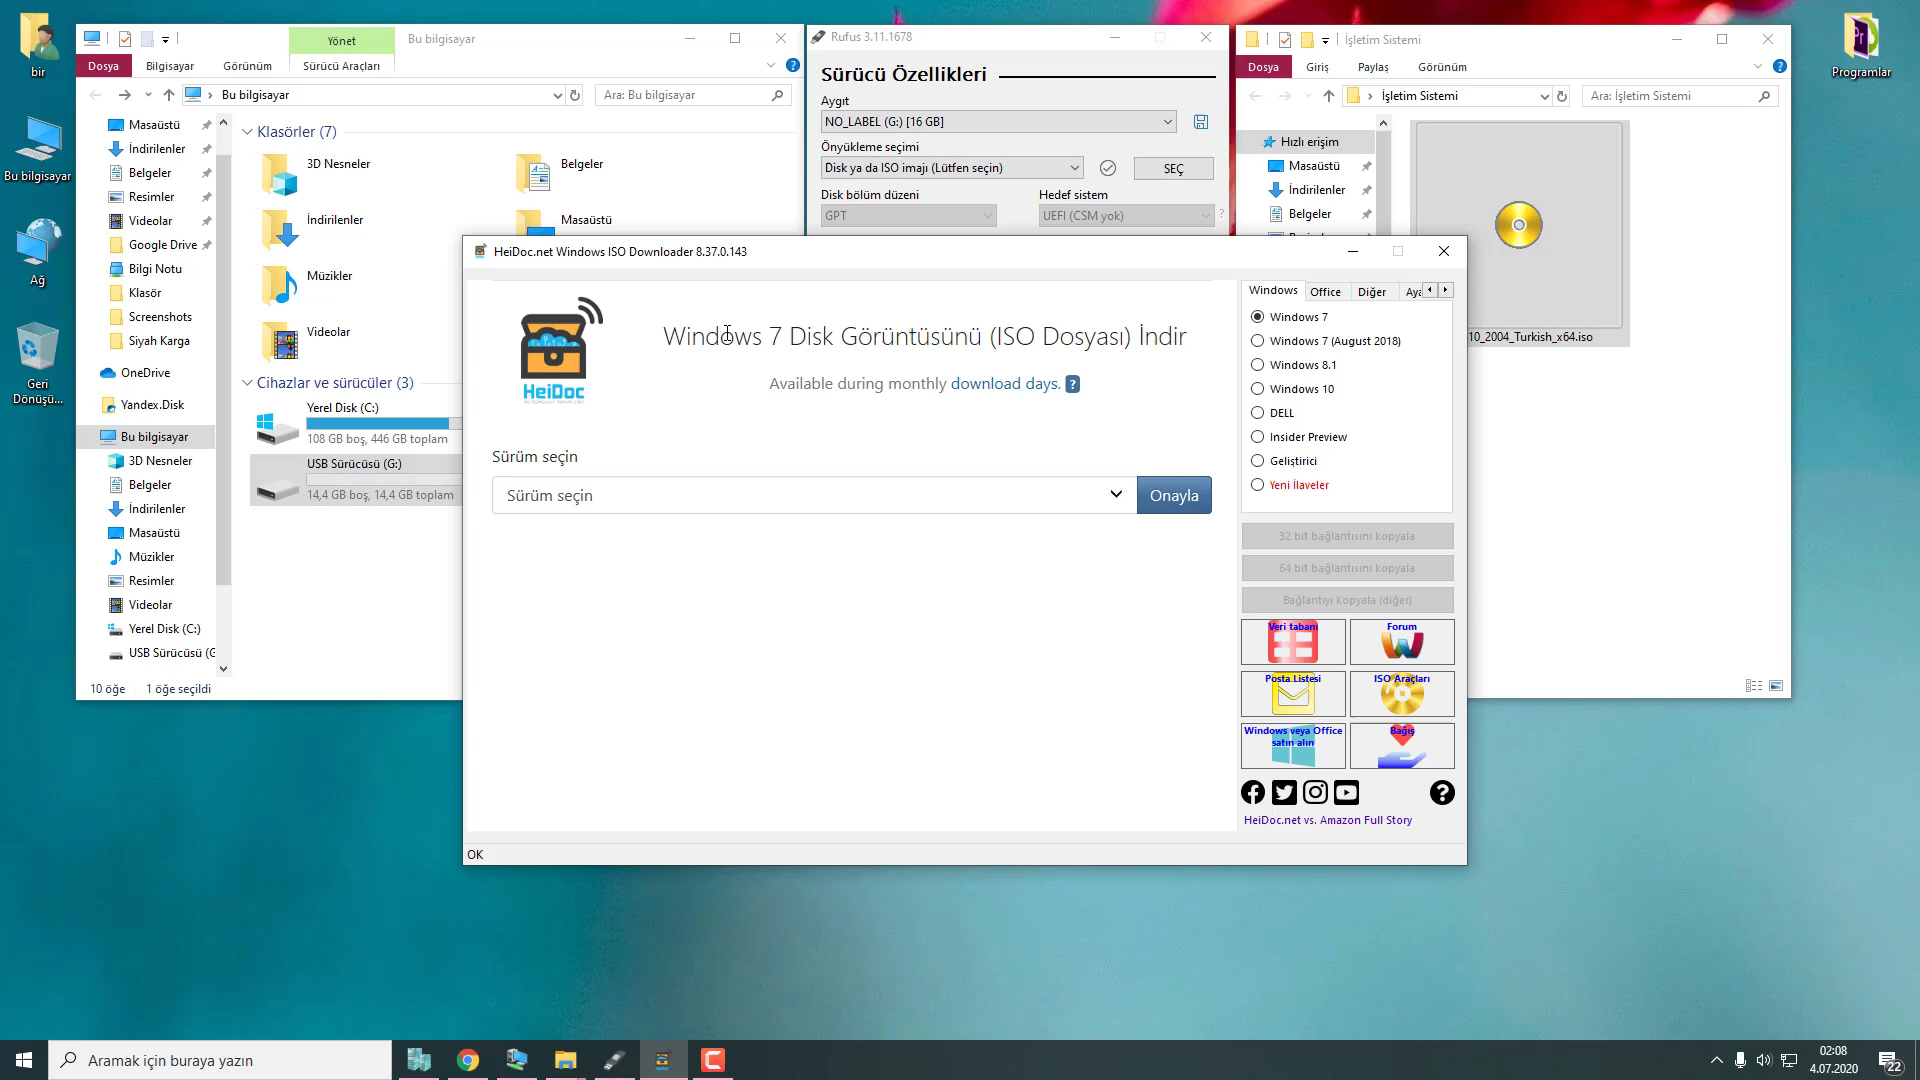 bir
Bu bilgisayar
Ağ
Geri
Dönüşü...
Programlar
Yönet
Bu bilgisayar
Dosya
Bilgisayar
Görünüm
Sürücü Araçları
Bu bilgisayar
Ara: Bu bilgisayar
Masaüstü
İndirilenler
Belgeler
Resimler
Videolar
Google Drive
Bilgi Notu
Klasör
Screenshots
Siyah Karga
OneDrive
Yandex.Disk
Bu bilgisayar
3D Nesneler
Belgeler
İndirilenler
Masaüstü
Müzikler
Resimler
Videolar
Yerel Disk (C:)
USB Sürücüsü (G
Klasörler (7)
3D Nesneler
Belgeler
İndirilenler
Masaüstü
Müzikler
Videolar
Cihazlar ve sürücüler (3)
Yerel Disk (C:)
108 GB boş, 446 GB toplam
USB Sürücüsü (G:)
14,4 GB boş, 14,4 GB toplam
10 öğe
1 öğe seçildi
Rufus 3.11.1678
Sürücü Özellikleri
Aygıt
NO_LABEL (G:) [16 GB]
Önyükleme seçimi
Disk ya da ISO imajı (Lütfen seçin)
SEÇ
Disk bölüm düzeni
Hedef sistem
GPT
UEFI (CSM yok)
?
İşletim Sistemi
Dosya
Giriş
Paylaş
Görünüm
İşletim Sistemi
Ara: İşletim Sistemi
Hızlı erişim
Masaüstü
İndirilenler
Belgeler
10_2004_Turkish_x64.iso
HeiDoc.net Windows ISO Downloader 8.37.0.143
HeiDoc
Windows 7 Disk Görüntüsünü (ISO Dosyası) İndir
Available during monthly download days. ?
Sürüm seçin
Sürüm seçin
Onayla
Windows
Office
Diğer
Aya
Windows 7
Windows 7 (August 2018)
Windows 8.1
Windows 10
DELL
Insider Preview
Geliştirici
Yeni İlaveler
32 bit bağlantısını kopyala
64 bit bağlantısını kopyala
Bağlantıyı Kopyala (diğer)
Veri tabanı
Forum
Posta Listesi
ISO Araçları
Windows veya Office
satın alın
Bağış
HeiDoc.net vs. Amazon Full Story
OK
Aramak için buraya yazın
02:08
4.07.2020
22